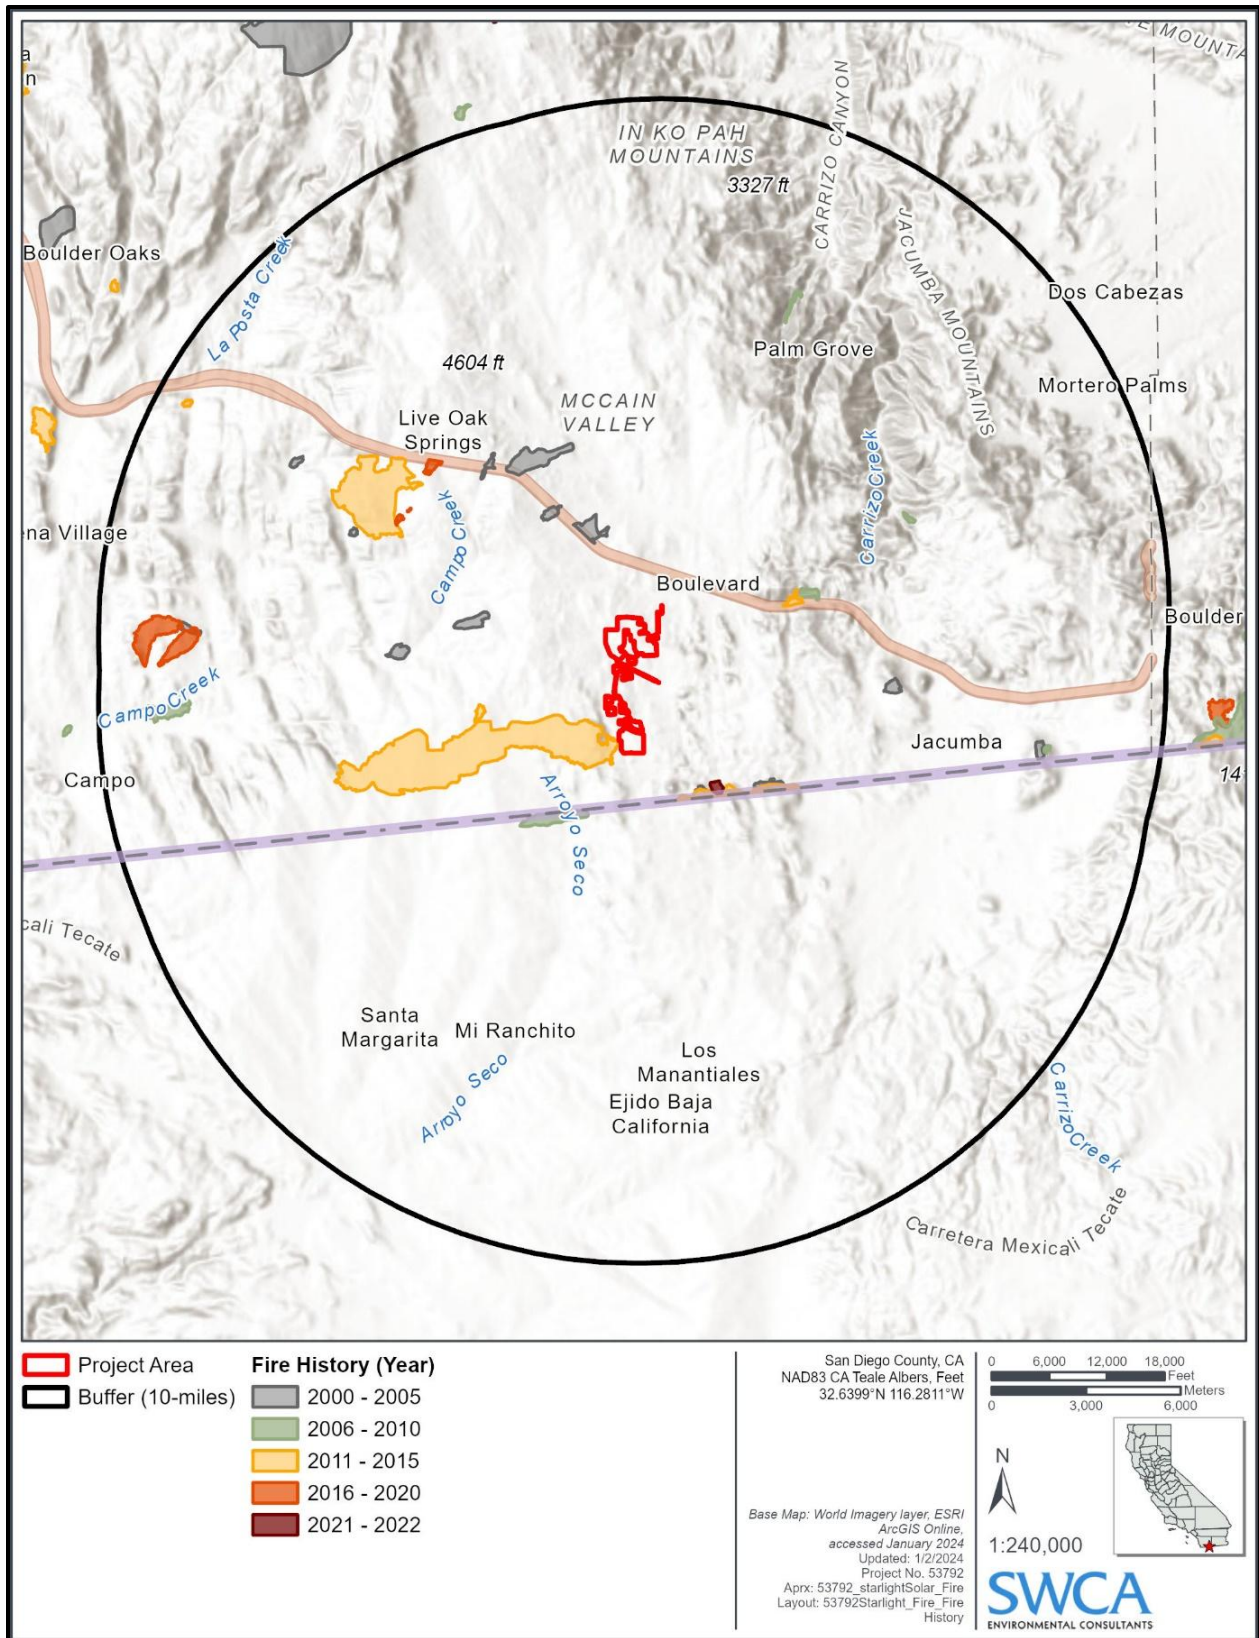 E MOUNTA
a
n
IN KO PAH
MOUNTAINS
3327 ft
CARRIZO CANYON
JACUMBA MOUNTAINS
Boulder Oaks
La Posta Creek
Dos Cabezas
Palm Grove
4604 ft
Mortero Palms
MCCAIN
VALLEY
Live Oak
Springs
Carrizo Creek
Campo Creek
ena Village
Boulevard
Boulder
Campo Creek
Jacumba
Campo
14
Arroyo Seco
cali Tecate
Santa
Margarita
Mi Ranchito
Los
Manantiales
Ejido Baja
California
Arroyo Seco
Carrizo Creek
Carretera Mexicali Tecate
Project Area
Buffer (10-miles)
Fire History (Year)
2000 - 2005
2006 - 2010
2011 - 2015
2016 - 2020
2021 - 2022
San Diego County, CA
NAD83 CA Teale Albers, Feet
32.6399°N 116.2811°W
Base Map: World Imagery layer, ESRI
ArcGIS Online,
accessed January 2024
Updated: 1/2/2024
Project No. 53792
Aprx: 53792_starlightSolar_Fire
Layout: 53792Starlight_Fire_Fire
History
0 6,000 12,000 18,000
Feet
Meters
0 3,000 6,000
N
1:240,000
SWCA
ENVIRONMENTAL CONSULTANTS